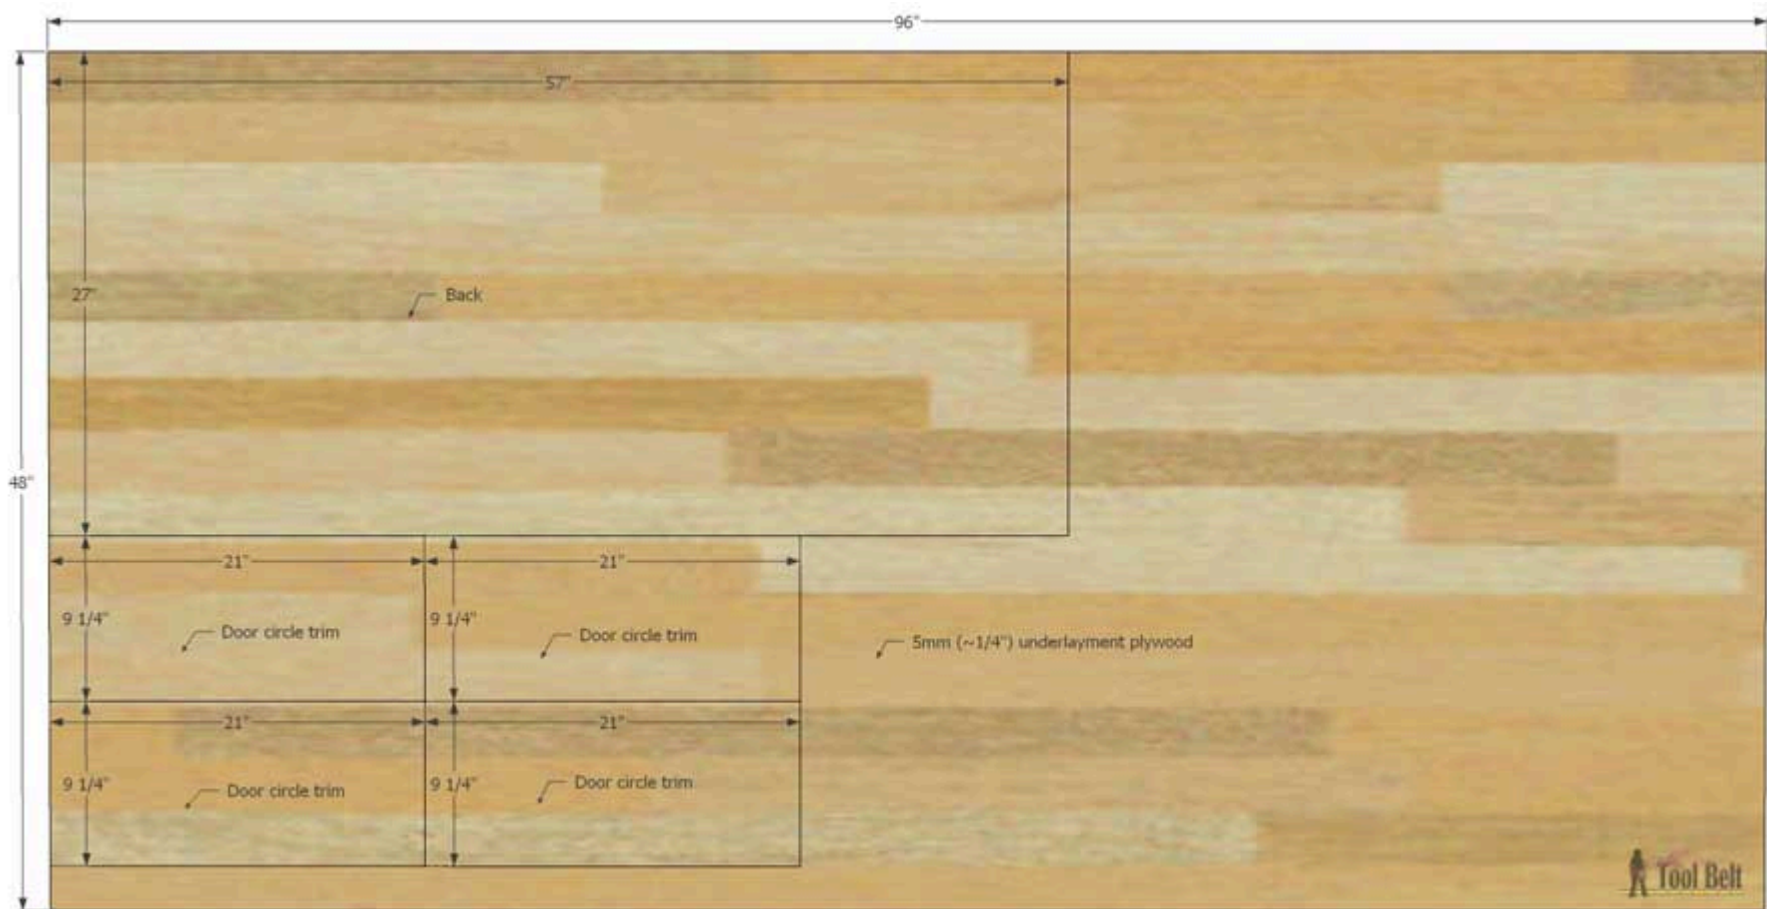 96"
57"
27"
Back
48"
21"
21"
9 1/4"
9 1/4"
Door circle trim
Door circle trim
5mm (~1/4") underlayment plywood
21"
21"
9 1/4"
9 1/4"
Door circle trim
Door circle trim
Tool Belt